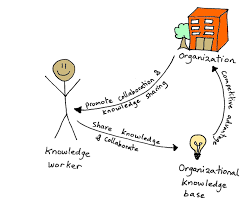 Organization
promote collaboration &
knowledge sharing
Competitive advantage
Share knowledge
& collaborate
Knowledge
worker
Organizational
knowledge
base